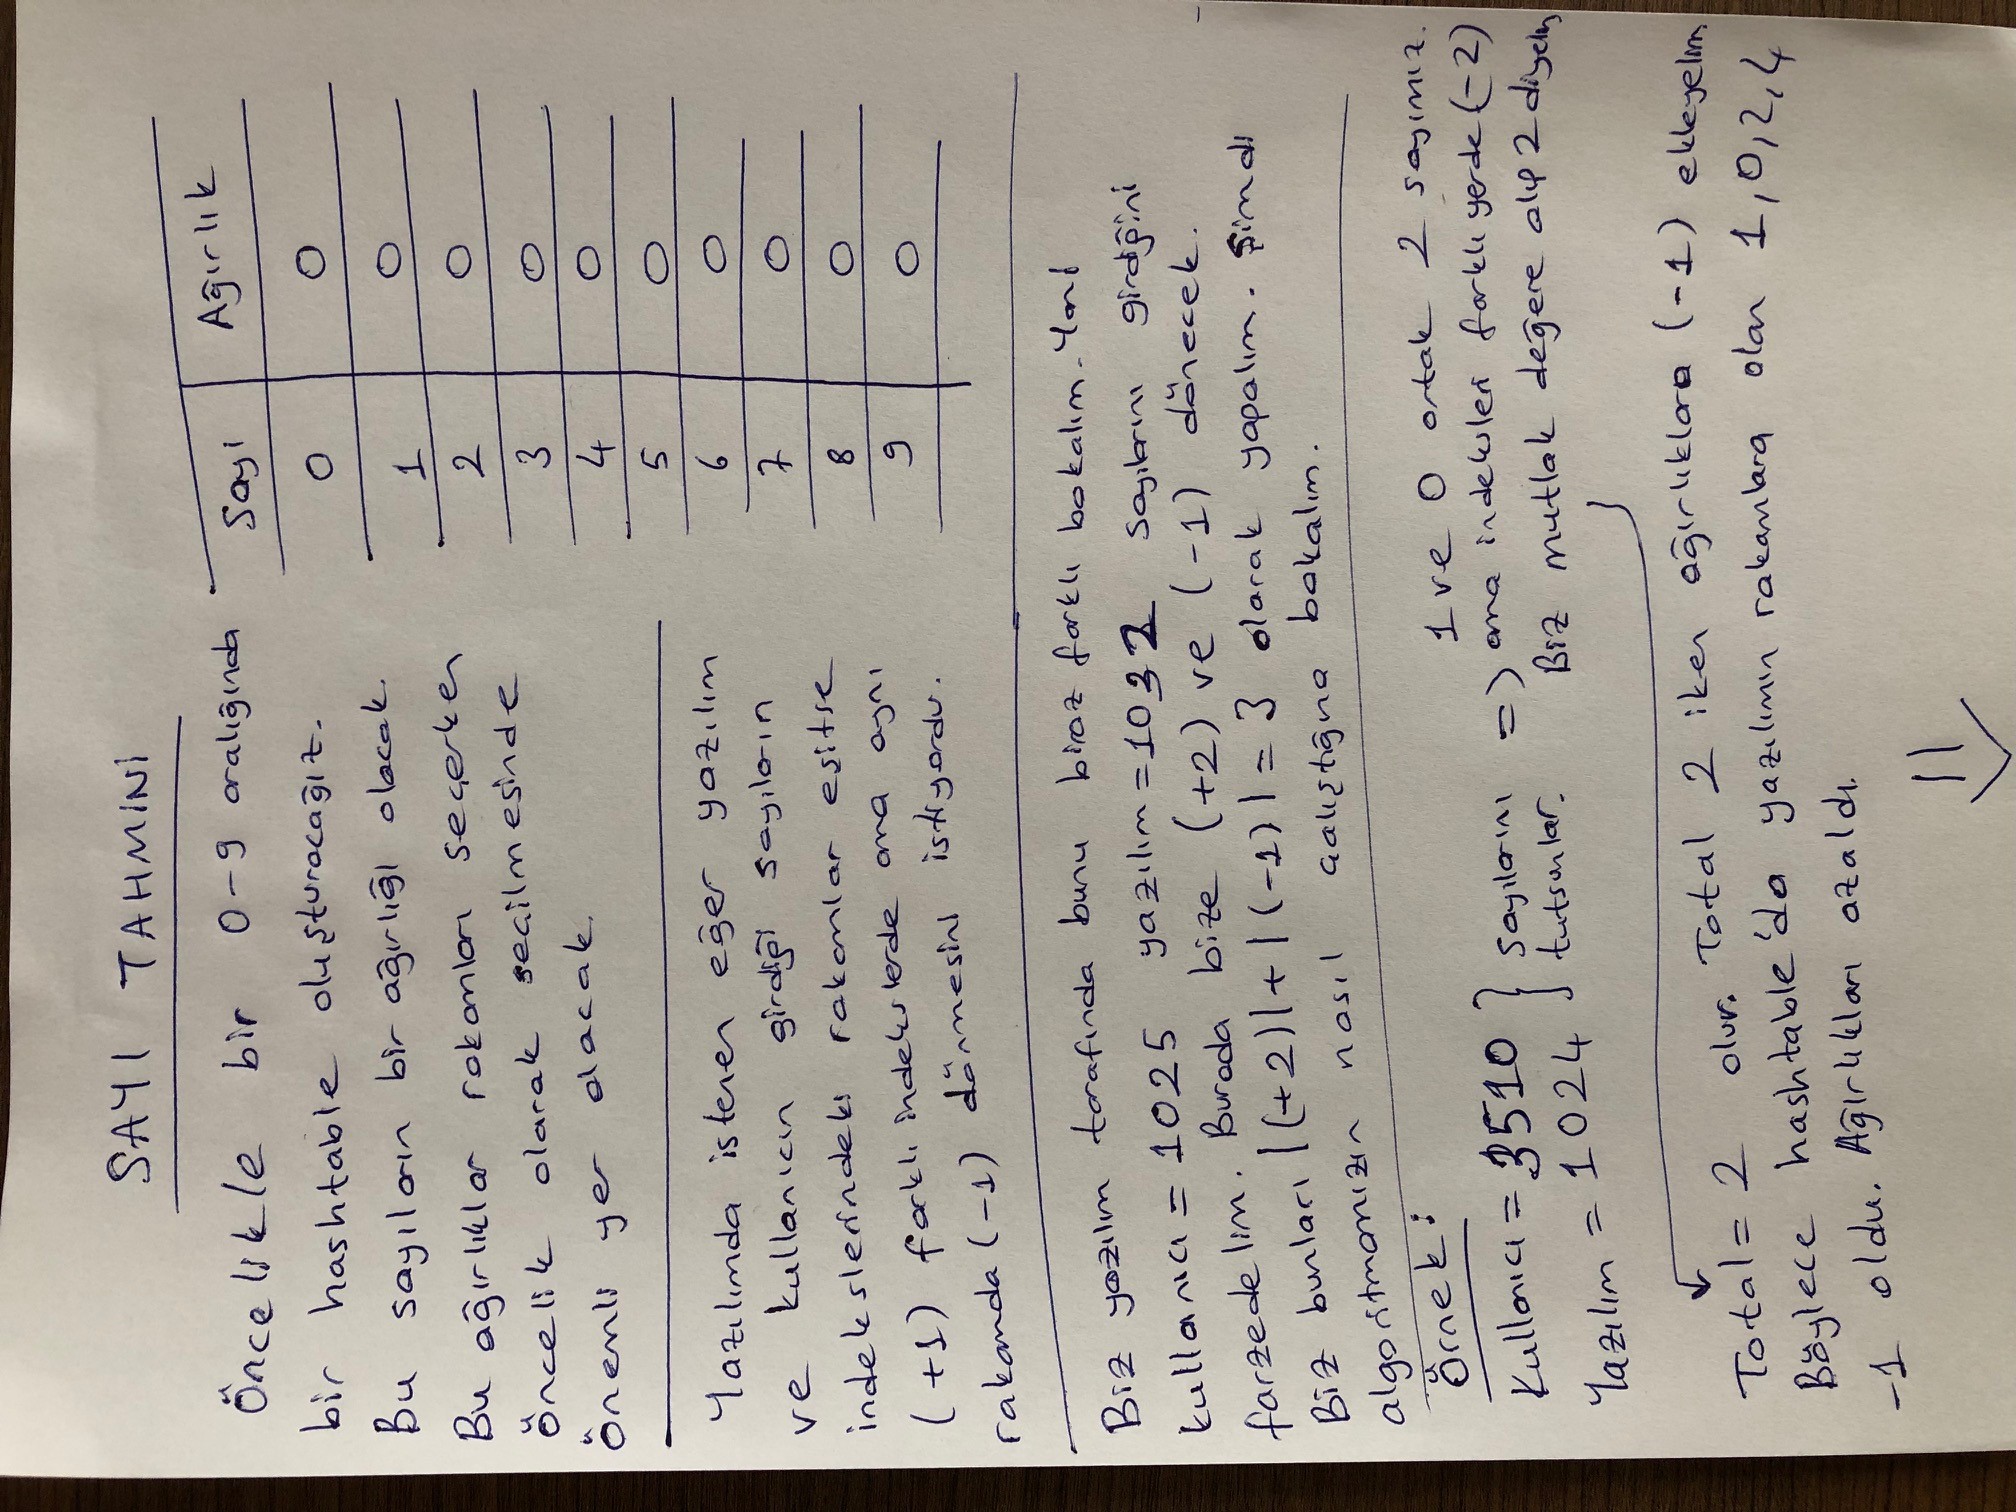 SAYI TAHMİNİ
Öncelikle bir 0-9 aralığında
bir hashtable oluşturacağız.
Bu sayıların bir ağırlığı olacak.
Bu ağırlıklar rakamları seçerken
öncelik olarak seçilmesinde
önemli yer alacak.
Sayı Ağırlık
0 0
1 0
2 0
3 0
4 0
5 0
6 0
7 0
8 0
9 0
Yazılımda istenen eğer yazılım
ve kullanıcın girdiği sayıların
indekslerindeki rakamlar eşitse
(+1) farklı indekslerde ama aynı
rakamda (-1) dönmesini istiyordu.
Biz yazılım tarafında bunu biraz farklı bakalım. Yani
kullanıcı = 1025 yazılım = 1032 sayılarını girdiğini
farzedelim. Burada bize (+2) ve (-1) dönecek.
Biz bunları |(+2)|+|(-1)| = 3 olarak yapalım. Şimdi
algoritmamızın nasıl çalıştığına bakalım.
Örnek:
Kullanıcı = 3510 } sayılarını
Yazılım = 1024 tutsunlar.
=> 1 ve 0 ortak 2 sayımız.
ama indeksleri farklı yerde (-2)
Biz mutlak değere alıp 2 diyelim
Total = 2 olur. Total 2 iken ağırlıklara (-1) ekleyelim.
Böylece hashtable'da yazılımın rakamlara olan 1,0,2,4
-1 oldu. Ağırlıkları azaldı.